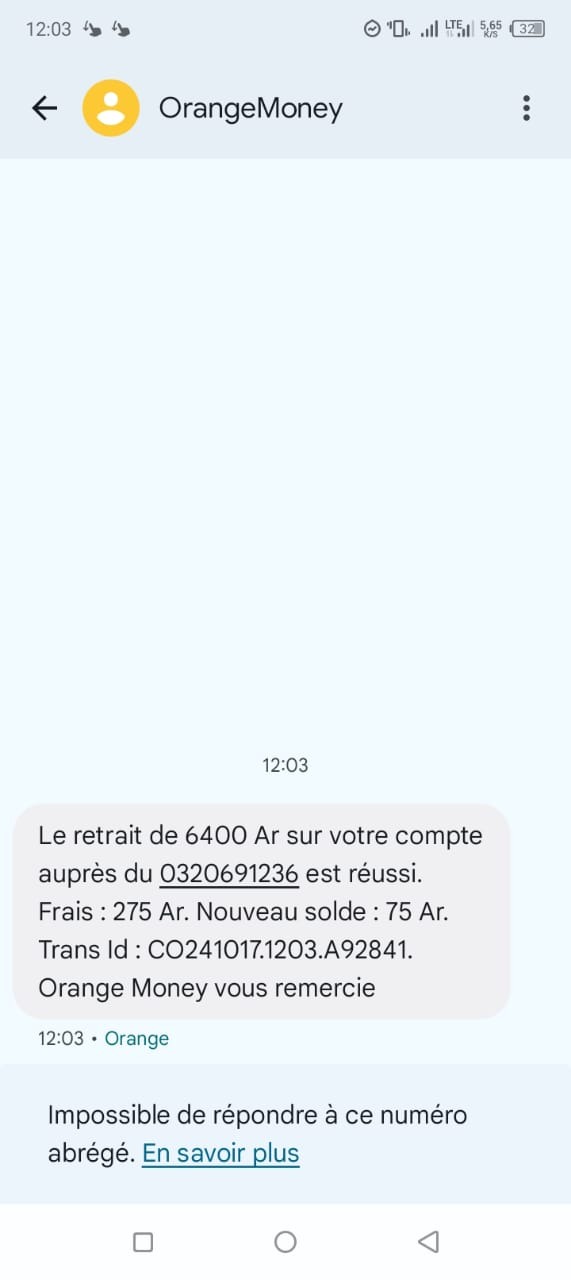 12:03 LTE 5,65 K/S 32
OrangeMoney
12:03
Le retrait de 6400 Ar sur votre compte
auprès du 0320691236 est réussi.
Frais : 275 Ar. Nouveau solde : 75 Ar.
Trans Id : CO241017.1203.A92841.
Orange Money vous remercie
12:03 • Orange
Impossible de répondre à ce numéro
abrégé. En savoir plus